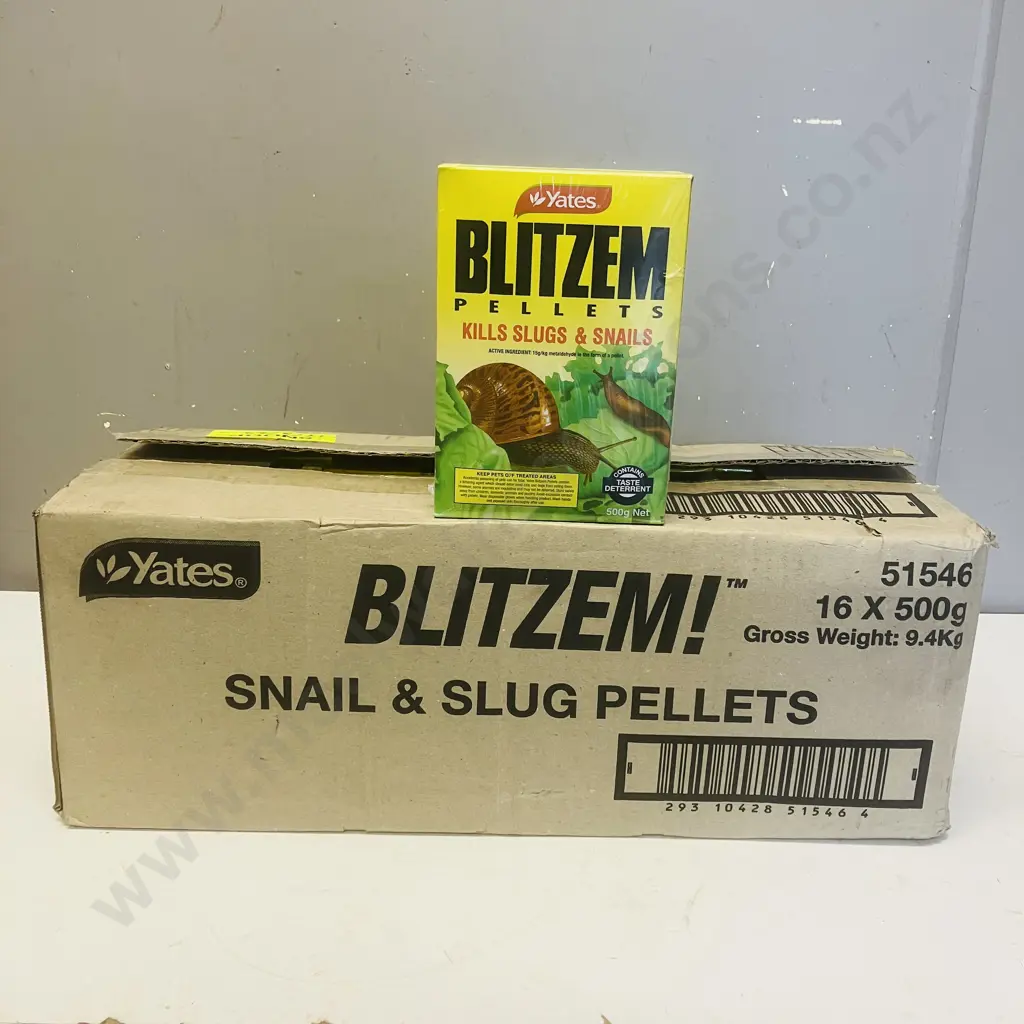 Yates®
BLITZEM
PELLETS
KILLS SLUGS & SNAILS
ACTIVE INGREDIENT: 15g/kg metaldehyde in the form of a pellet.
KEEP PETS OFF TREATED AREAS
CONTAINS
TASTE
DETERRENT
500g Net
293 10428 51546 4
Yates®
BLITZEM!™
51546
16 X 500g
Gross Weight: 9.4Kg
SNAIL & SLUG PELLETS
293 10428 51546 4